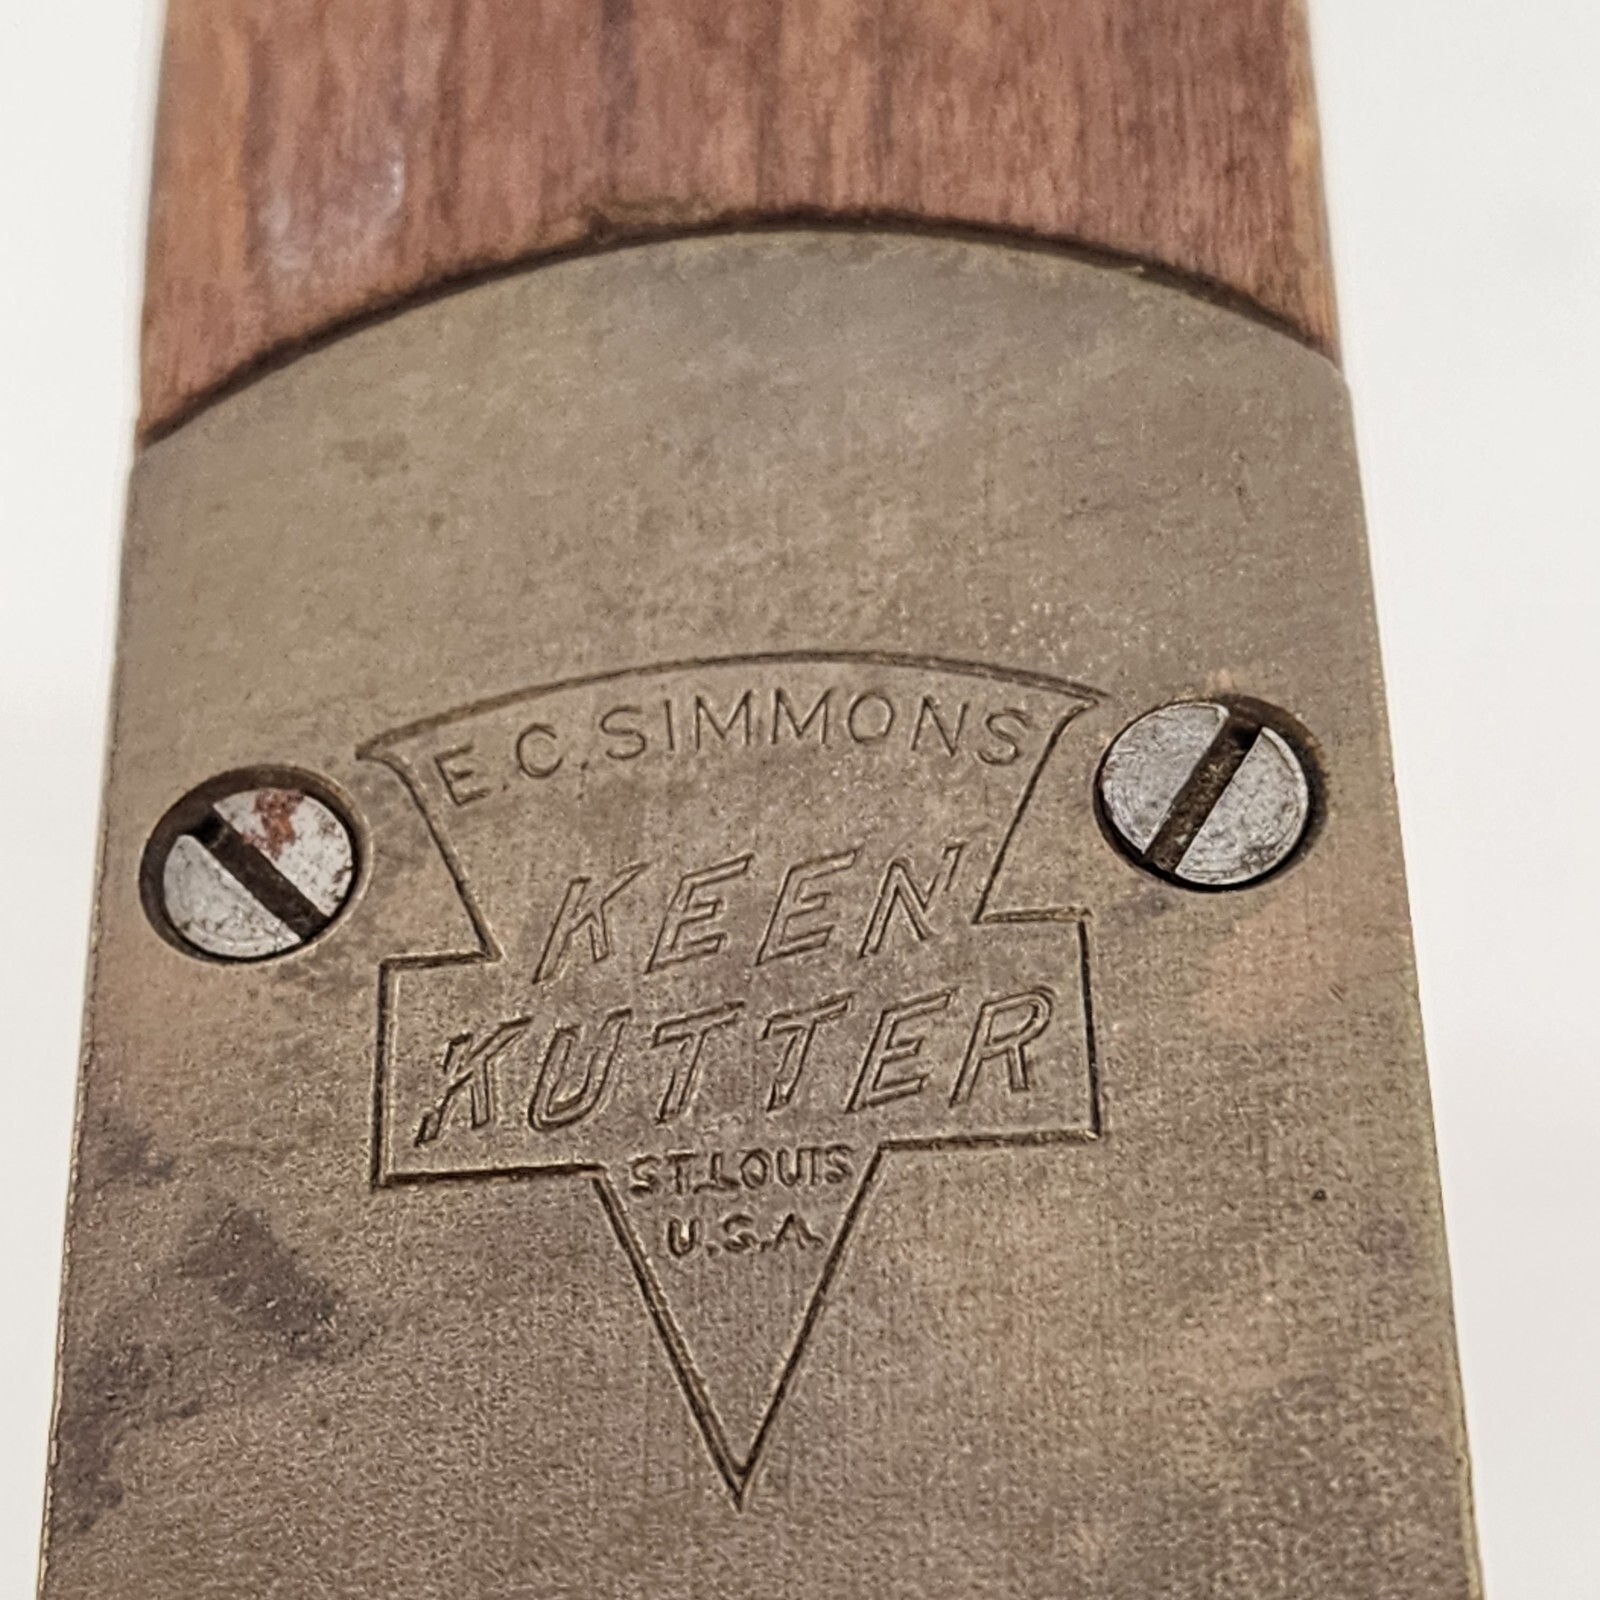 E.C. SIMMONS
KEEN
KUTTER
ST. LOUIS
U.S.A.